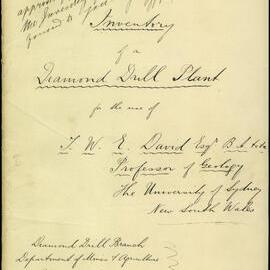 Inventory
of a
Diamond Drill Plant
for the use of
T. W. E. David Esqr B.A. &c
Professor of Geology
The University of Sydney
New South Wales
Diamond Drill Branch
Department of Mines & Agriculture